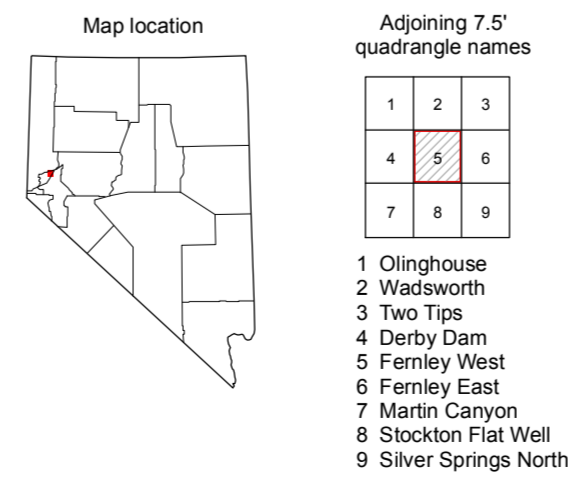 Map location
Adjoining 7.5'
quadrangle names
1 2 3
4 5 6
7 8 9
1 Olinghouse
2 Wadsworth
3 Two Tips
4 Derby Dam
5 Fernley West
6 Fernley East
7 Martin Canyon
8 Stockton Flat Well
9 Silver Springs North